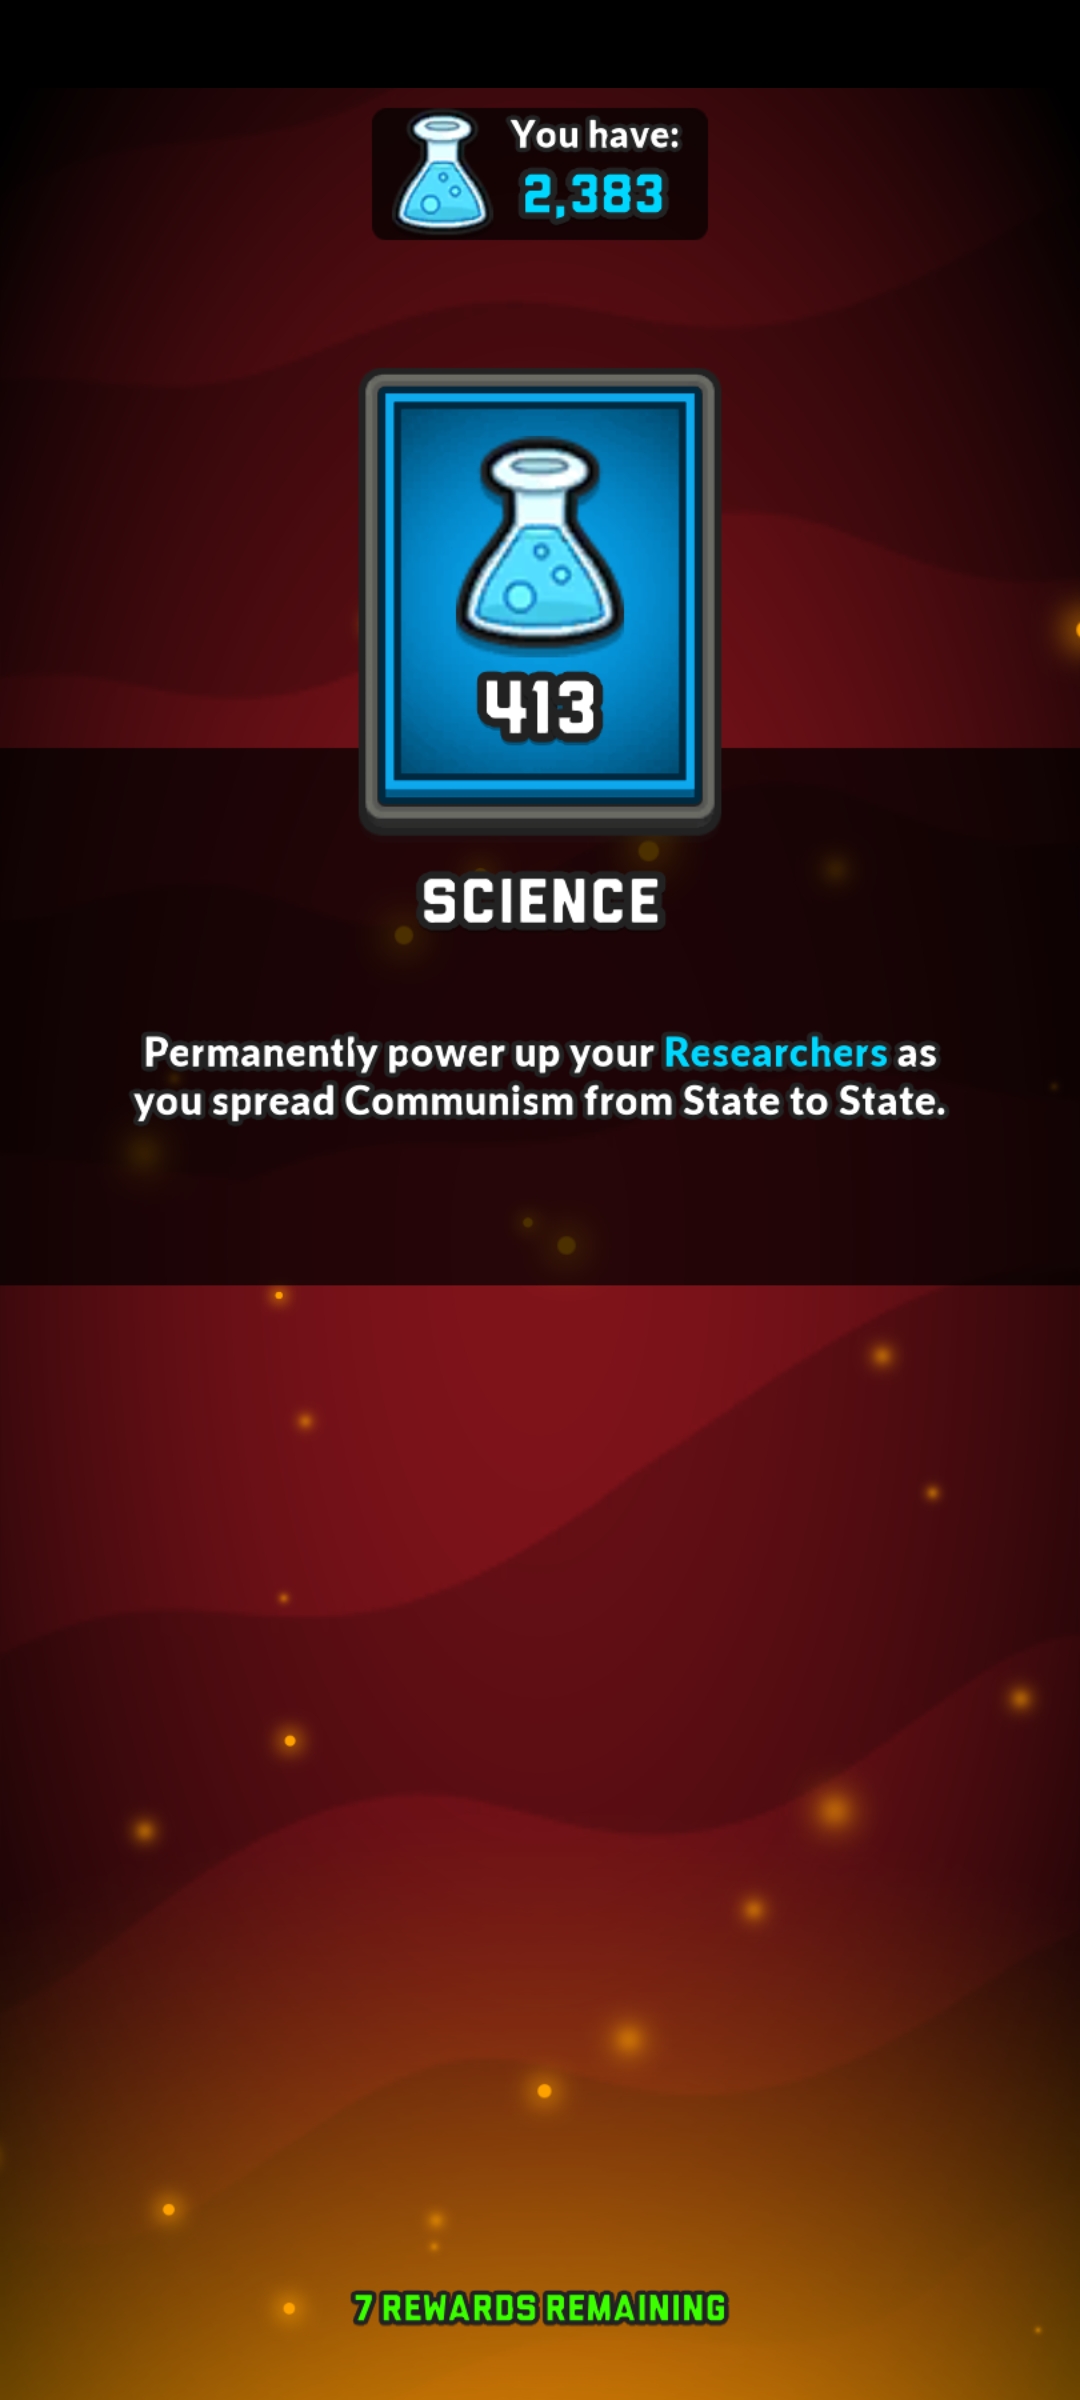 You have:
2,383
413
SCIENCE
Permanently power up your Researchers as
you spread Communism from State to State.
7 REWARDS REMAINING